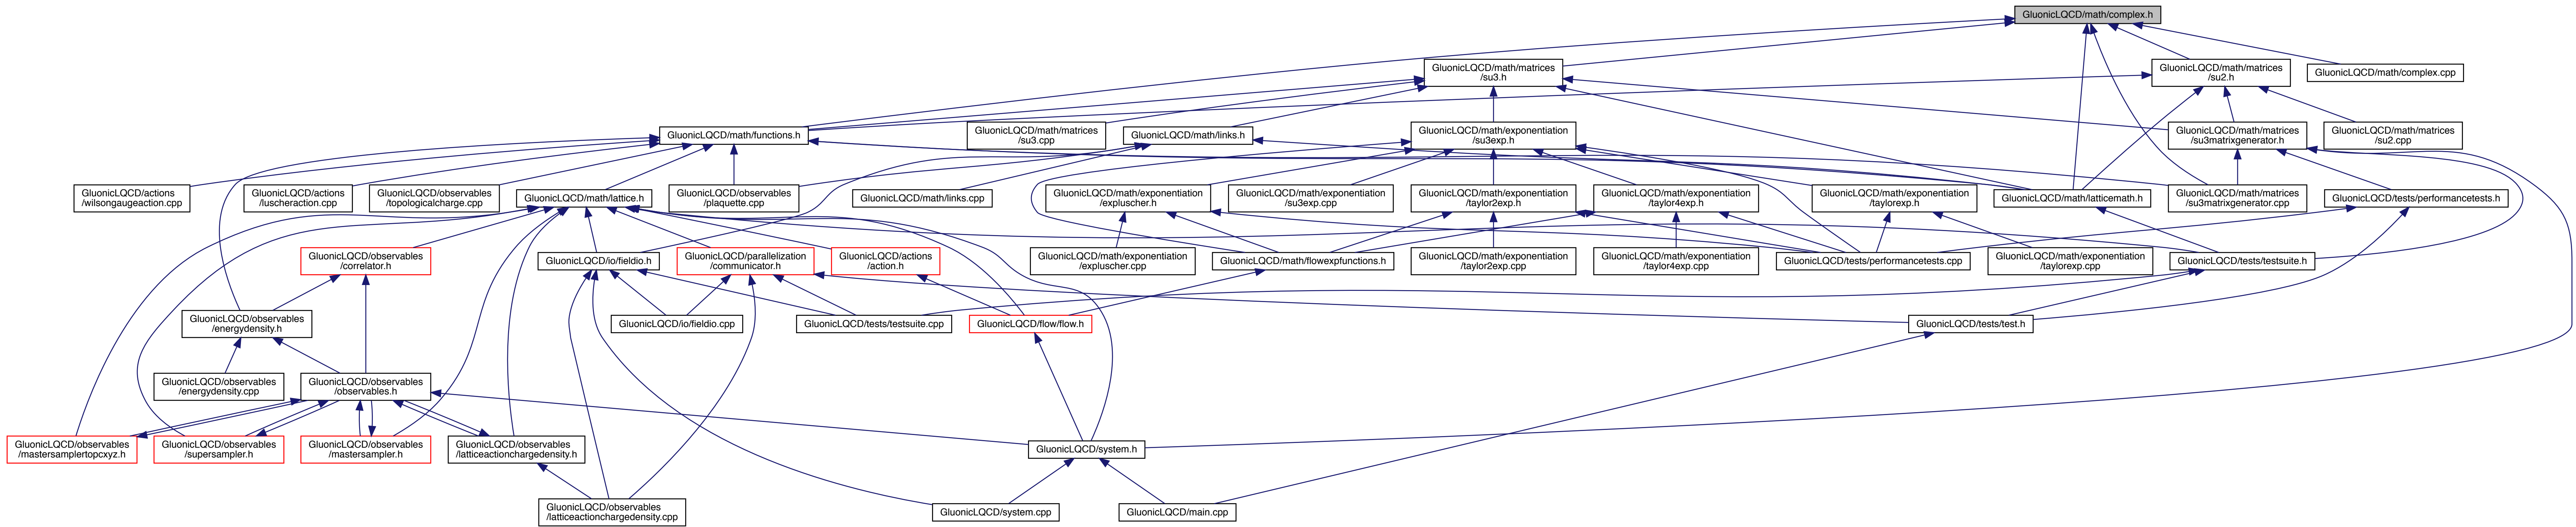 GluonicLQCD/math/complex.h
GluonicLQCD/math/matrices
/su3.h
GluonicLQCD/math/matrices
/su2.h
GluonicLQCD/math/complex.cpp
GluonicLQCD/math/functions.h
GluonicLQCD/math/matrices
/su3.cpp
GluonicLQCD/math/links.h
GluonicLQCD/math/exponentiation
/su3exp.h
GluonicLQCD/math/matrices
/su3matrixgenerator.h
GluonicLQCD/math/matrices
/su2.cpp
GluonicLQCD/actions
/wilsongaugeaction.cpp
GluonicLQCD/actions
/luscheraction.cpp
GluonicLQCD/observables
/topologicalcharge.cpp
GluonicLQCD/math/lattice.h
GluonicLQCD/observables
/plaquette.cpp
GluonicLQCD/math/links.cpp
GluonicLQCD/math/exponentiation
/expluscher.h
GluonicLQCD/math/exponentiation
/su3exp.cpp
GluonicLQCD/math/exponentiation
/taylor2exp.h
GluonicLQCD/math/exponentiation
/taylor4exp.h
GluonicLQCD/math/exponentiation
/taylorexp.h
GluonicLQCD/math/latticemath.h
GluonicLQCD/math/matrices
/su3matrixgenerator.cpp
GluonicLQCD/tests/performancetests.h
GluonicLQCD/observables
/correlator.h
GluonicLQCD/io/fieldio.h
GluonicLQCD/parallelization
/communicator.h
GluonicLQCD/actions
/action.h
GluonicLQCD/math/exponentiation
/expluscher.cpp
GluonicLQCD/math/flowexpfunctions.h
GluonicLQCD/math/exponentiation
/taylor2exp.cpp
GluonicLQCD/math/exponentiation
/taylor4exp.cpp
GluonicLQCD/tests/performancetests.cpp
GluonicLQCD/math/exponentiation
/taylorexp.cpp
GluonicLQCD/tests/testsuite.h
GluonicLQCD/observables
/energydensity.h
GluonicLQCD/io/fieldio.cpp
GluonicLQCD/tests/testsuite.cpp
GluonicLQCD/flow/flow.h
GluonicLQCD/tests/test.h
GluonicLQCD/observables
/energydensity.cpp
GluonicLQCD/observables
/observables.h
GluonicLQCD/observables
/mastersamplertopcxyz.h
GluonicLQCD/observables
/supersampler.h
GluonicLQCD/observables
/mastersampler.h
GluonicLQCD/observables
/latticeactionchargedensity.h
GluonicLQCD/system.h
GluonicLQCD/observables
/latticeactionchargedensity.cpp
GluonicLQCD/system.cpp
GluonicLQCD/main.cpp